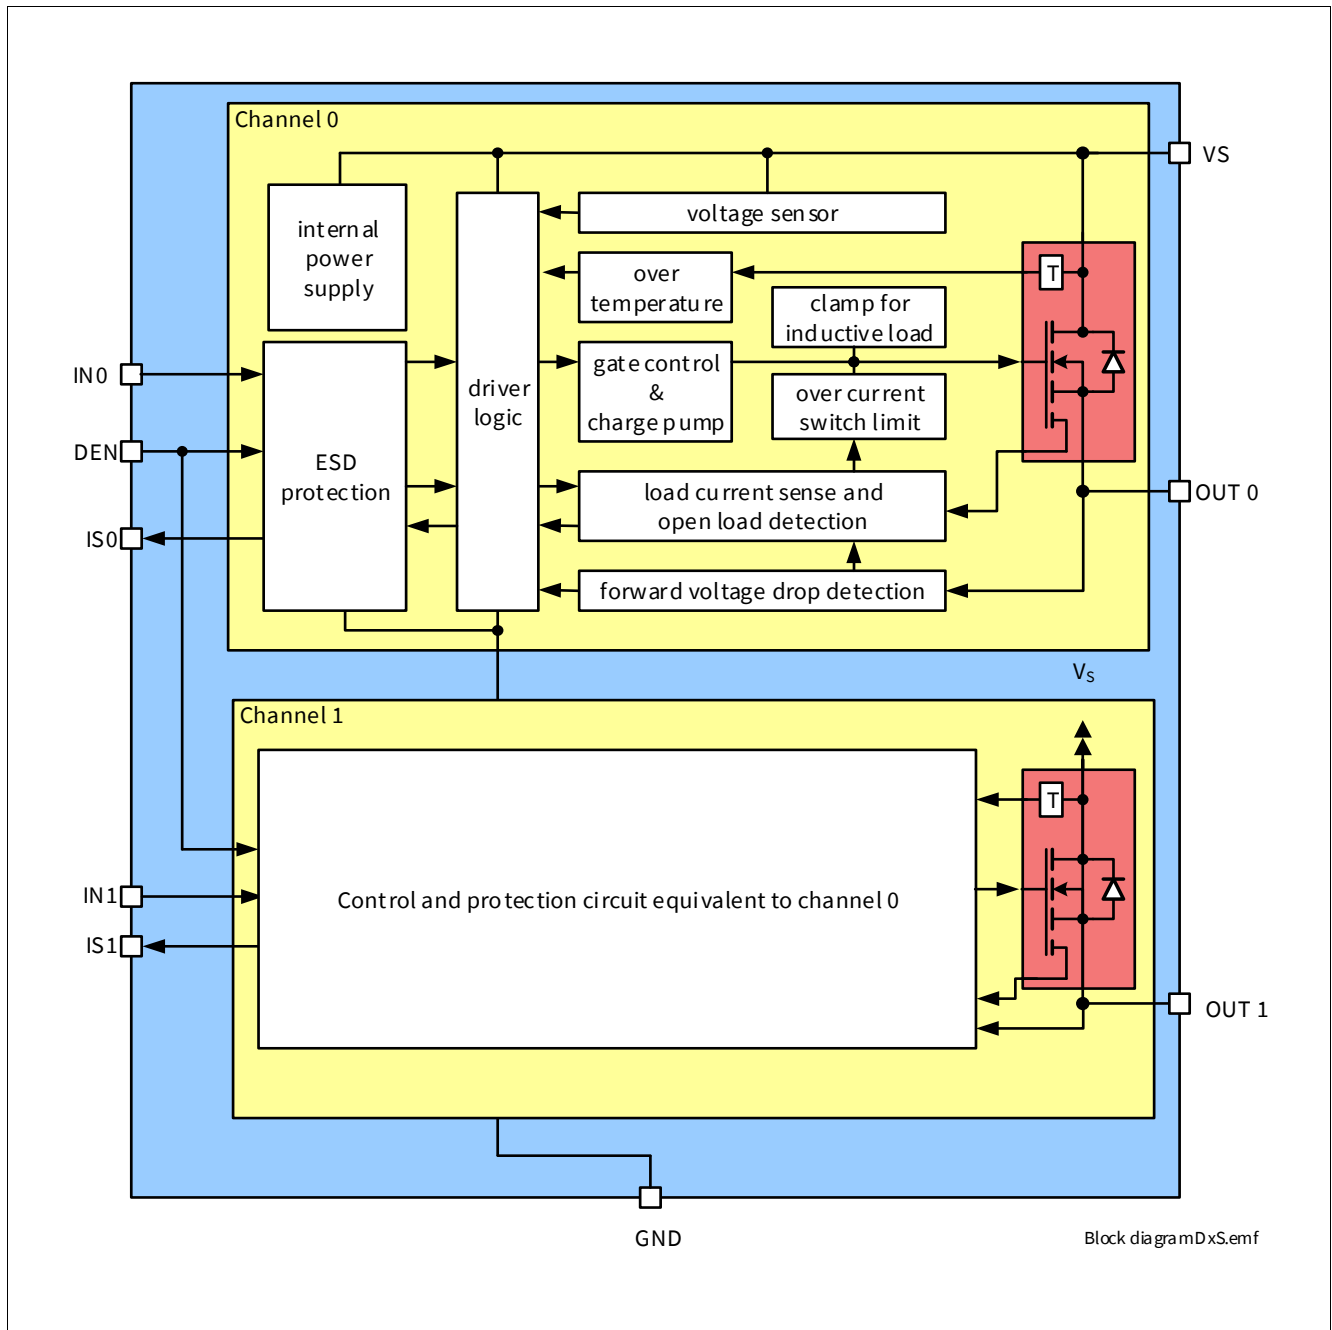 Channel 0
VS
voltage sensor
internal
power
supply
over
temperature
T
clamp for
inductive load
IN0
driver
logic
gate control
&
charge pump
over current
switch limit
DEN
ESD
protection
load current sense and
open load detection
OUT 0
IS0
forward voltage drop detection
VS
Channel 1
T
IN1
Control and protection circuit equivalent to channel 0
IS1
OUT 1
GND
Block diagramDxS.emf